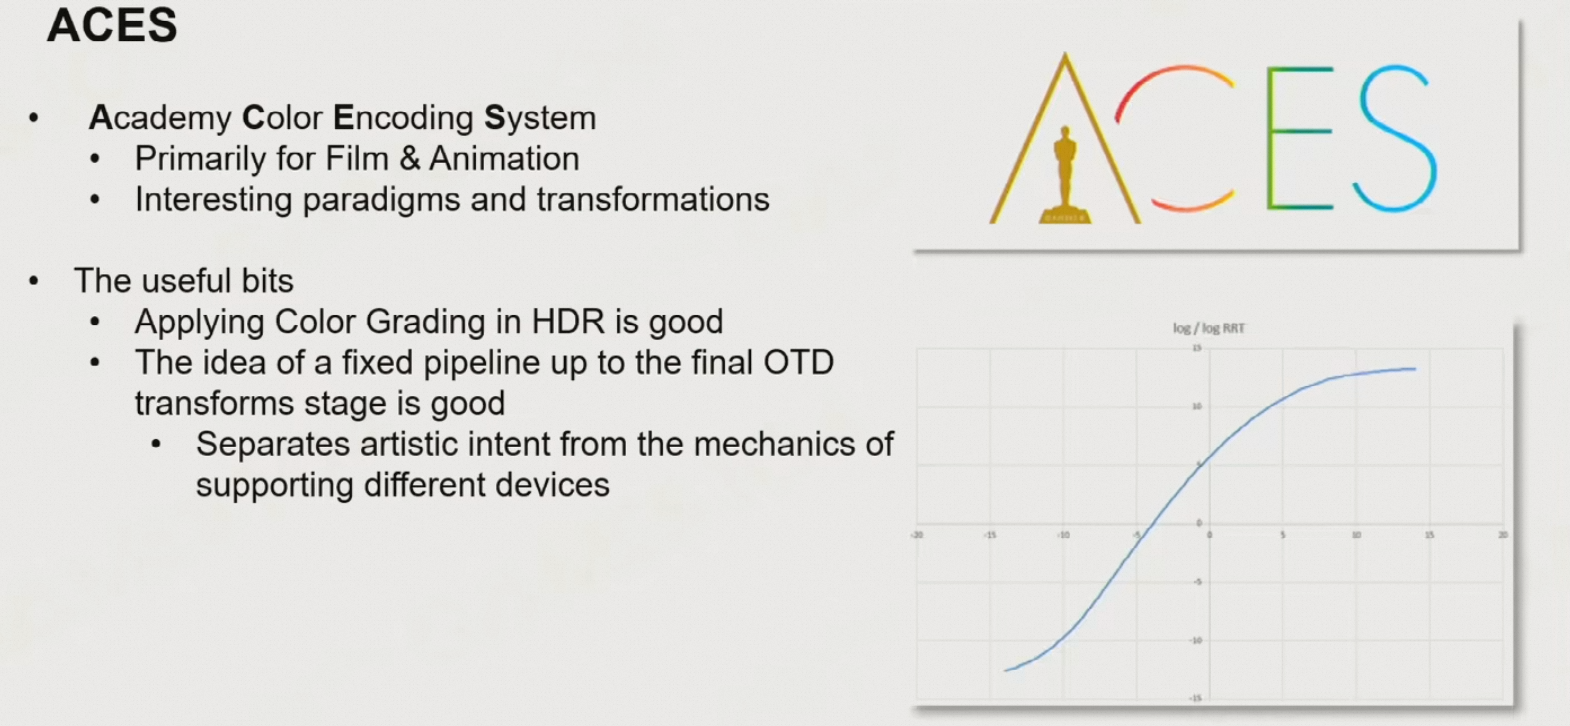 ACES
• Academy Color Encoding System
• Primarily for Film & Animation
• Interesting paradigms and transformations
• The useful bits
• Applying Color Grading in HDR is good
• The idea of a fixed pipeline up to the final OTD
transforms stage is good
• Separates artistic intent from the mechanics of
supporting different devices
ACES
log / log RRT
15
10
5
0
-20 -15 -10 -5 0 5 10 15 20
-5
-10
-15